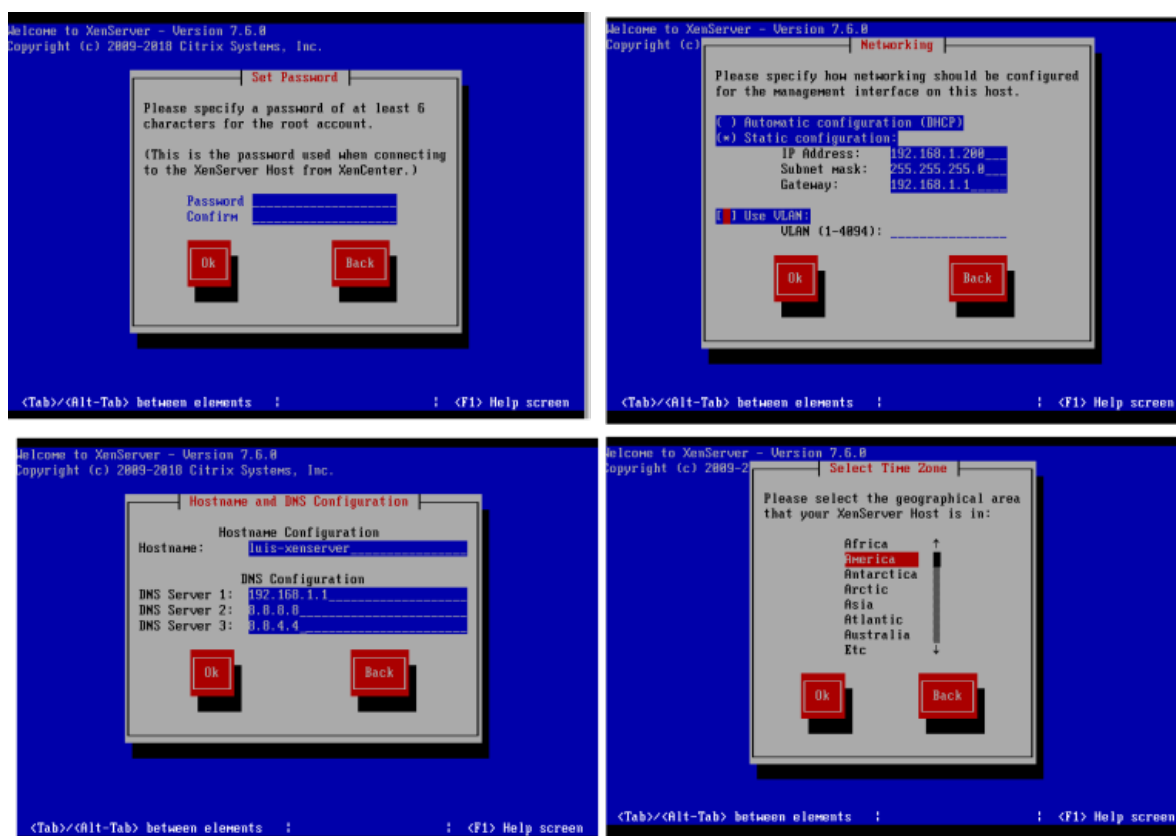 Welcome to XenServer - Version 7.6.0
Copyright (c) 2009-2018 Citrix Systems, Inc.
Set Password
Please specify a password of at least 6
characters for the root account.
(This is the password used when connecting
to the XenServer Host from XenCenter.)
Password
Confirm
Ok Back
<Tab>/<Alt-Tab> between elements | | <F1> Help screen
Welcome to XenServer - Version 7.6.0
Copyright (c)
Networking
Please specify how networking should be configured
for the management interface on this host.
( ) Automatic configuration (DHCP)
(*) Static configuration:
IP Address: 192.168.1.200
Subnet mask: 255.255.255.0
Gateway: 192.168.1.1
[ ] Use VLAN:
VLAN (1-4094):
Ok Back
<Tab>/<Alt-Tab> between elements | | <F1> Help screen
Welcome to XenServer - Version 7.6.0
Copyright (c) 2009-2018 Citrix Systems, Inc.
Hostname and DNS Configuration
Hostname Configuration
Hostname: luis-xenserver
DNS Configuration
DNS Server 1: 192.168.1.1
DNS Server 2: 8.8.8.8
DNS Server 3: 8.8.4.4
Ok Back
<Tab>/<Alt-Tab> between elements | | <F1> Help screen
Welcome to XenServer - Version 7.6.0
Copyright (c) 2009-2
Select Time Zone
Please select the geographical area
that your XenServer Host is in:
Africa
America
Antarctica
Arctic
Asia
Atlantic
Australia
Etc
Ok Back
<Tab>/<Alt-Tab> between elements | | <F1> Help screen